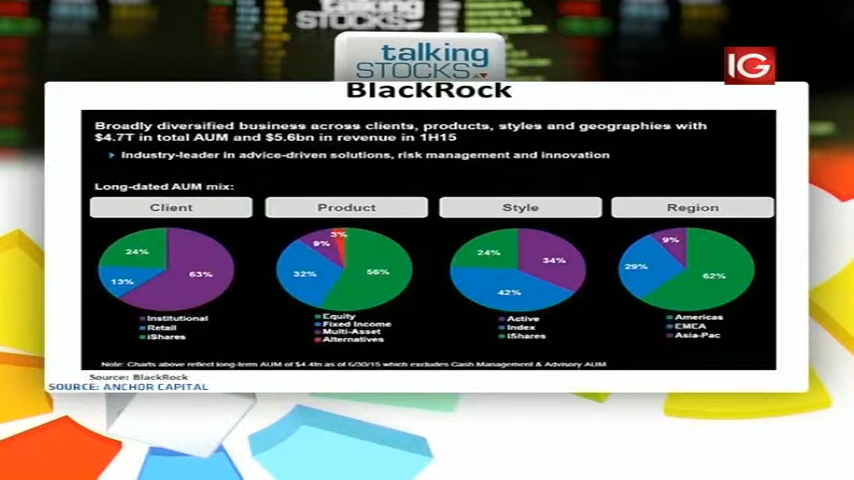 STOCKS
talking
STOCKS
IG
BlackRock
Broadly diversified business across clients, products, styles and geographies with
$4.7T in total AUM and $5.6bn in revenue in 1H15
Industry-leader in advice-driven solutions, risk management and innovation
Long-dated AUM mix:
Client
Product
Style
Region
24%
63%
13%
3%
9%
32%
56%
24%
34%
42%
9%
29%
62%
Institutional
Retail
iShares
Equity
Fixed Income
Multi-Asset
Alternatives
Active
Index
iShares
Americas
EMEA
Asia-Pac
Note: Charts above reflect long-term AUM of $4.4tn as of 6/30/15 which excludes Cash Management & Advisory AUM
Source: BlackRock
SOURCE: ANCHOR CAPITAL